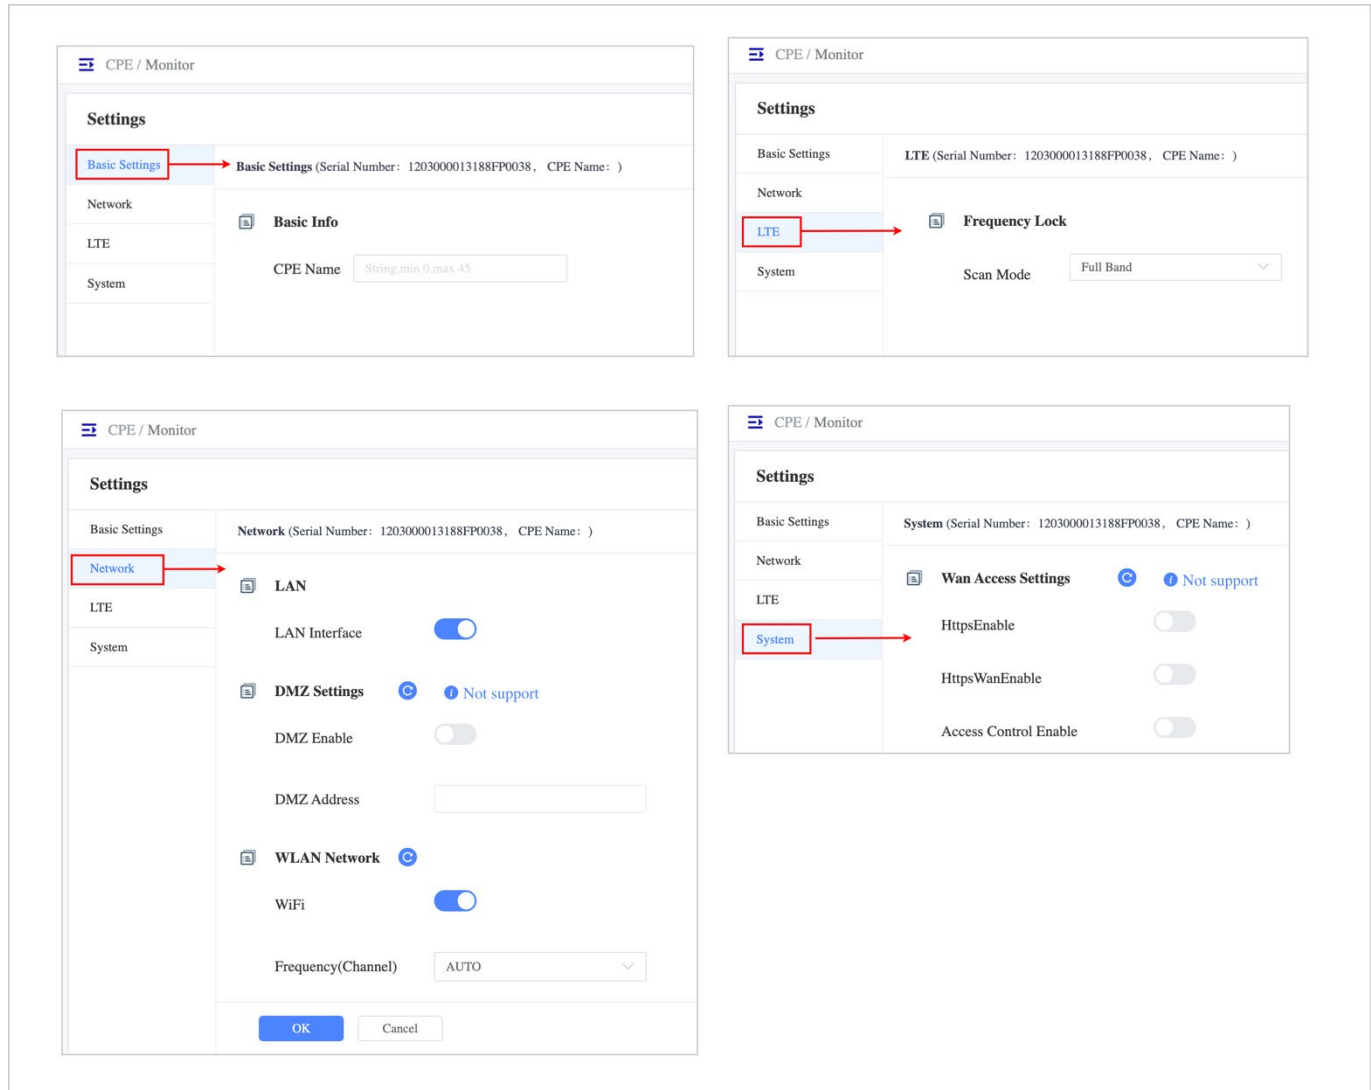 CPE / Monitor
Settings
Basic Settings
Basic Settings (Serial Number: 1203000013188FP0038, CPE Name: )
Network
LTE
System
Basic Info
CPE Name String,min 0,max 45
CPE / Monitor
Settings
Basic Settings
Network
LTE
System
LTE (Serial Number: 1203000013188FP0038, CPE Name: )
Frequency Lock
Scan Mode Full Band
CPE / Monitor
Settings
Basic Settings
Network
LTE
System
Network (Serial Number: 1203000013188FP0038, CPE Name: )
LAN
LAN Interface
DMZ Settings Not support
DMZ Enable
DMZ Address
WLAN Network
WiFi
Frequency(Channel) AUTO
OK Cancel
CPE / Monitor
Settings
Basic Settings
Network
LTE
System
System (Serial Number: 1203000013188FP0038, CPE Name: )
Wan Access Settings Not support
HttpsEnable
HttpsWanEnable
Access Control Enable